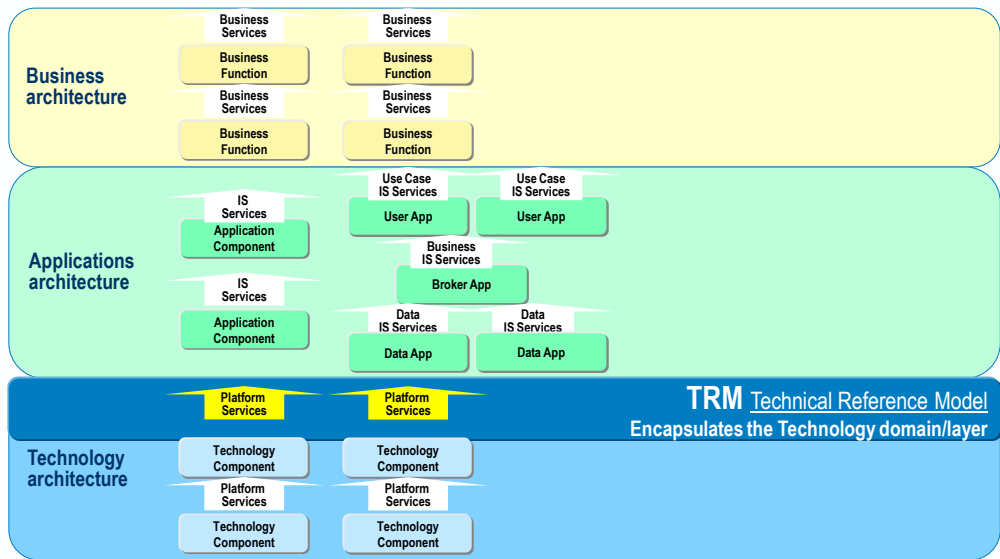 Business
Services
Business
Services
Business
Function
Business
Function
Business
architecture
Business
Services
Business
Services
Business
Function
Business
Function
Use Case
IS Services
Use Case
IS Services
IS
Services
User App
User App
Application
Component
Business
IS Services
Applications
architecture
IS
Services
Broker App
Data
IS Services
Data
IS Services
Application
Component
Data App
Data App
Platform
Services
Platform
Services
TRM Technical Reference Model
Encapsulates the Technology domain/layer
Technology
architecture
Technology
Component
Technology
Component
Platform
Services
Platform
Services
Technology
Component
Technology
Component